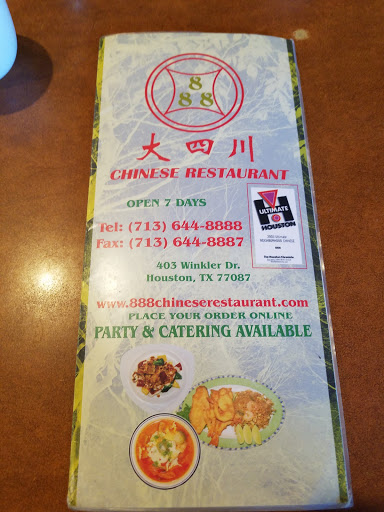 8
8 8
大四川
CHINESE RESTAURANT
OPEN 7 DAYS
Tel: (713) 644-8888
Fax: (713) 644-8887
ULTIMATE
HOUSTON
403 Winkler Dr.
Houston, TX 77087
www.888chineserestaurant.com
PLACE YOUR ORDER ONLINE
PARTY & CATERING AVAILABLE